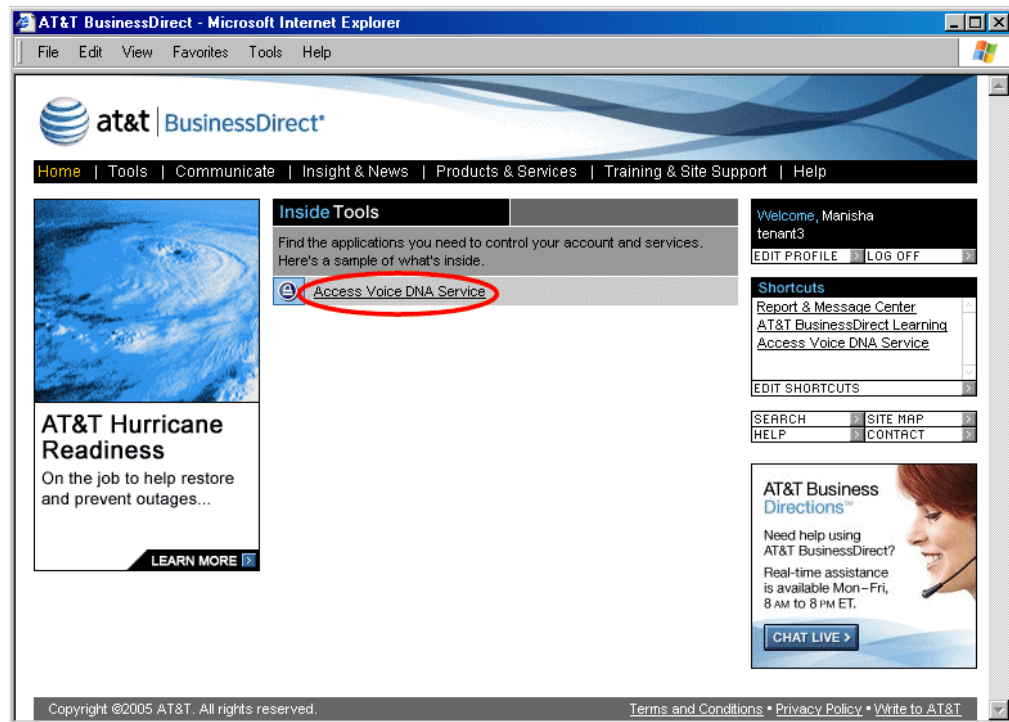 AT&T BusinessDirect - Microsoft Internet Explorer
File Edit View Favorites Tools Help
at&t BusinessDirect
Home | Tools | Communicate | Insight & News | Products & Services | Training & Site Support | Help
AT&T Hurricane
Readiness
On the job to help restore
and prevent outages...
LEARN MORE
Inside Tools
Find the applications you need to control your account and services.
Here's a sample of what's inside.
Access Voice DNA Service
Welcome, Manisha
tenant3
EDIT PROFILE LOG OFF
Shortcuts
Report & Message Center
AT&T BusinessDirect Learning
Access Voice DNA Service
EDIT SHORTCUTS
SEARCH SITE MAP
HELP CONTACT
AT&T Business
Directions℠
Need help using
AT&T BusinessDirect?
Real-time assistance
is available Mon–Fri,
8 AM to 8 PM ET.
CHAT LIVE >
Copyright ©2005 AT&T. All rights reserved.
Terms and Conditions • Privacy Policy • Write to AT&T